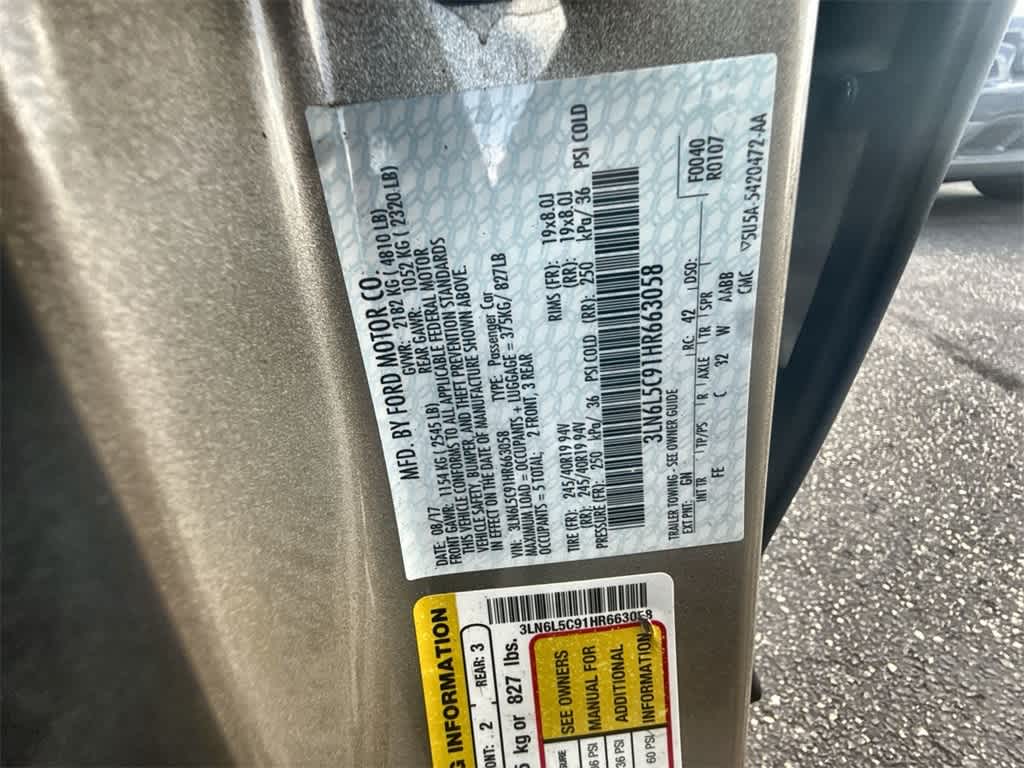 MFD. BY FORD MOTOR CO.
DATE: 08/17 GVWR: 2182 KG ( 4810 LB)
FRONT GAWR: 1154 KG ( 2545 LB) REAR GAWR: 1052 KG ( 2320 LB)
THIS VEHICLE CONFORMS TO ALL APPLICABLE FEDERAL MOTOR
VEHICLE SAFETY, BUMPER, AND THEFT PREVENTION STANDARDS
IN EFFECT ON THE DATE OF MANUFACTURE SHOWN ABOVE.
VIN: 3LN6L5C91HR663058 TYPE: Passenger Car
MAXIMUM LOAD = OCCUPANTS + LUGGAGE = 375KG/ 827LB
OCCUPANTS = 5 TOTAL; 2 FRONT, 3 REAR
TIRE (FR): 245/40R19 94V RIMS (FR): 19x8.0J
(RR): 245/40R19 94V (RR): 19x8.0J
PRESSURE (FR): 250 kPa/ 36 PSI COLD (RR): 250 kPa/ 36 PSI COLD
3LN6L5C91HR663058
F0040
R0107
TRAILER TOWING - SEE OWNER GUIDE
EXT PNT: GN RC: 42 DSO:
INT TR TP/PS R AXLE TR SPR
FE C 32 W AABB
CMC
▽5U5A-5420472-AA
3LN6L5C91HR663058
G INFORMATION
ONT: 2 REAR: 3
5 kg or 827 lbs.
SEE OWNERS
MANUAL FOR
ADDITIONAL
INFORMATION
SURE
36 PSI
36 PSI
60 PSI